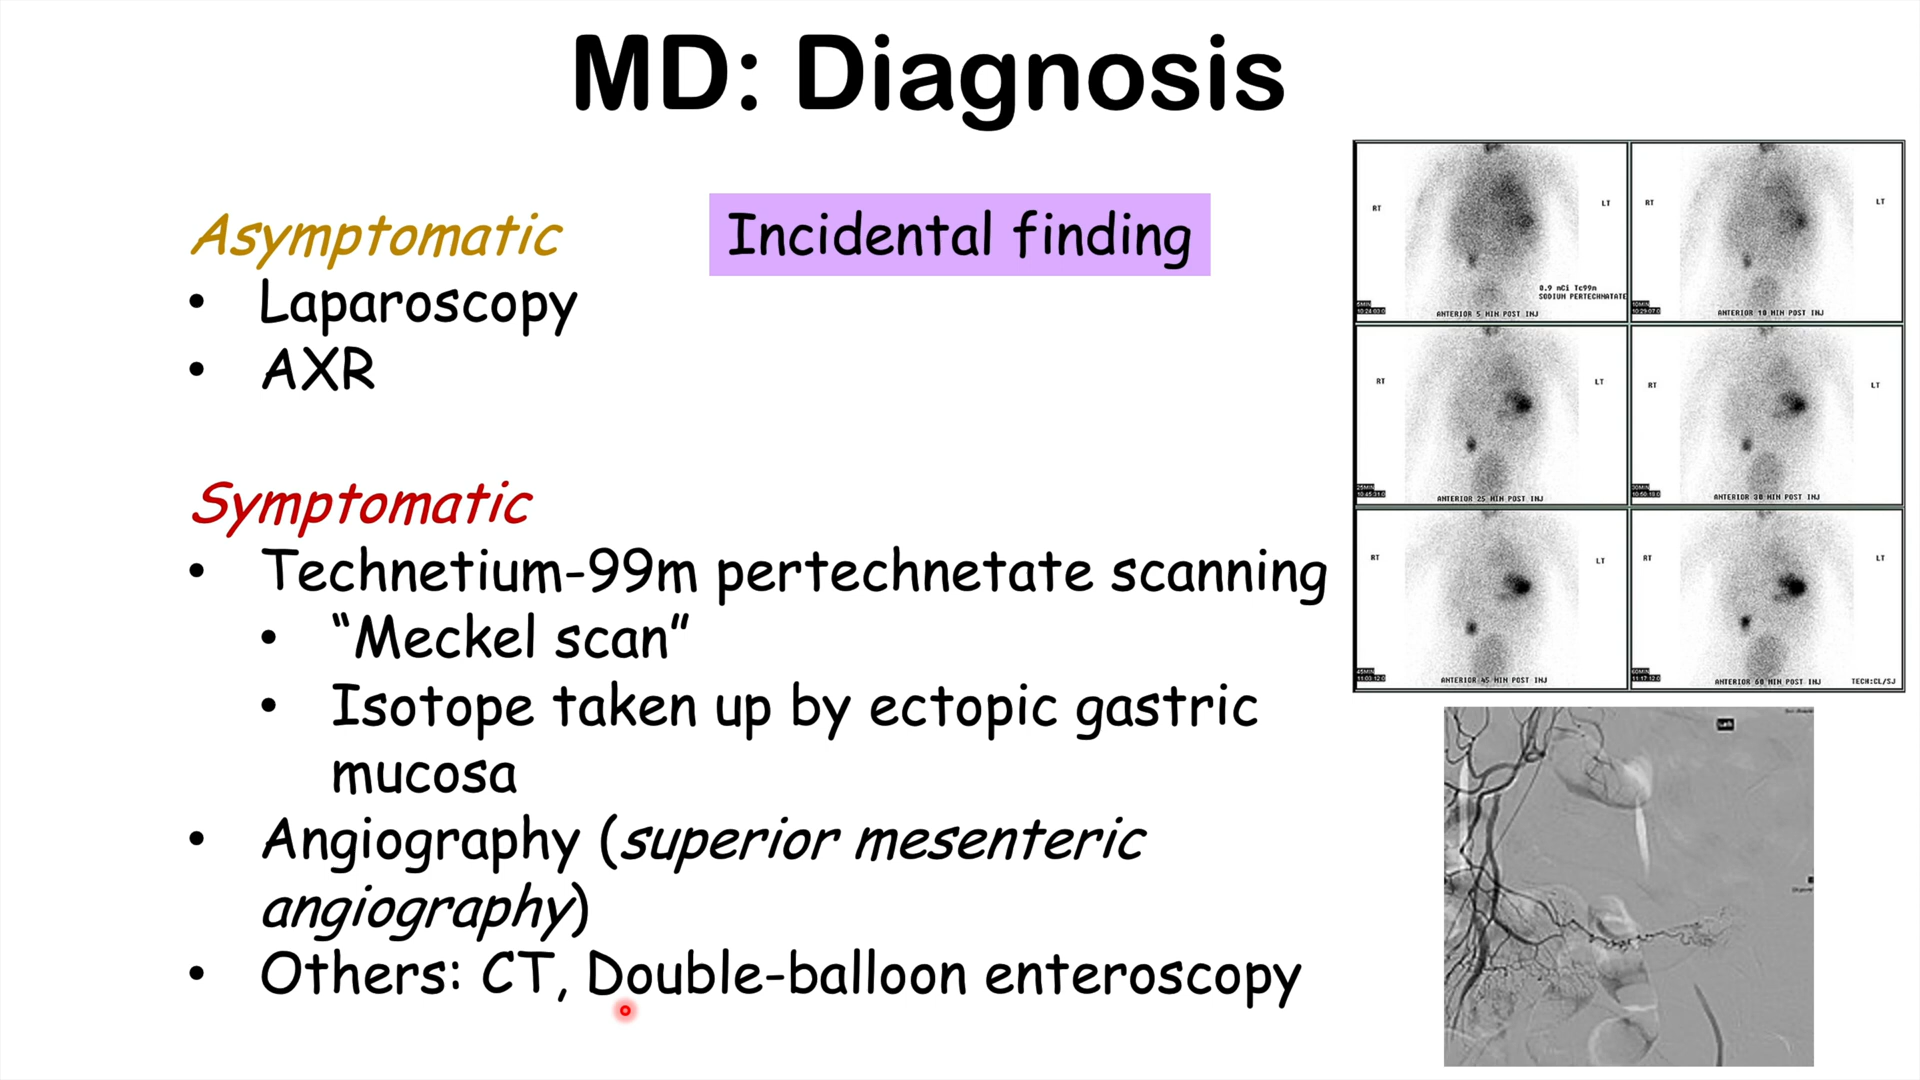 MD: Diagnosis
Asymptomatic
Incidental finding
• Laparoscopy
• AXR
Symptomatic
• Technetium-99m pertechnetate scanning
• “Meckel scan”
• Isotope taken up by ectopic gastric
mucosa
• Angiography (superior mesenteric
angiography)
• Others: CT, Double-balloon enteroscopy
RT
LT
0.9 mCi Tc99m
SODIUM PERTECHNATATE
ANTERIOR 5 MIN POST INJ
RT
LT
ANTERIOR 10 MIN POST INJ
RT
LT
ANTERIOR 25 MIN POST INJ
RT
LT
ANTERIOR 30 MIN POST INJ
RT
LT
ANTERIOR 45 MIN POST INJ
RT
LT
ANTERIOR 60 MIN POST INJ
TECH:CL/SJ